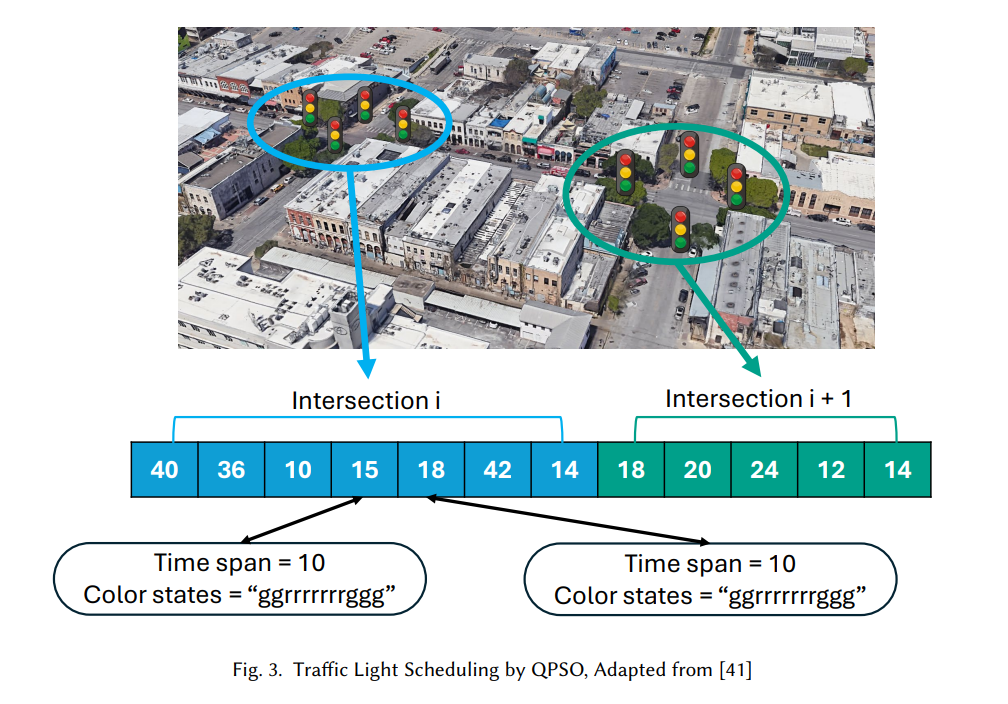 Intersection i
Intersection i + 1
40 36 10 15 18 42 14 18 20 24 12 14
Time span = 10
Color states = “ggrrrrrrrggg”
Time span = 10
Color states = “ggrrrrrrrggg”
Fig. 3. Traffic Light Scheduling by QPSO, Adapted from [41]